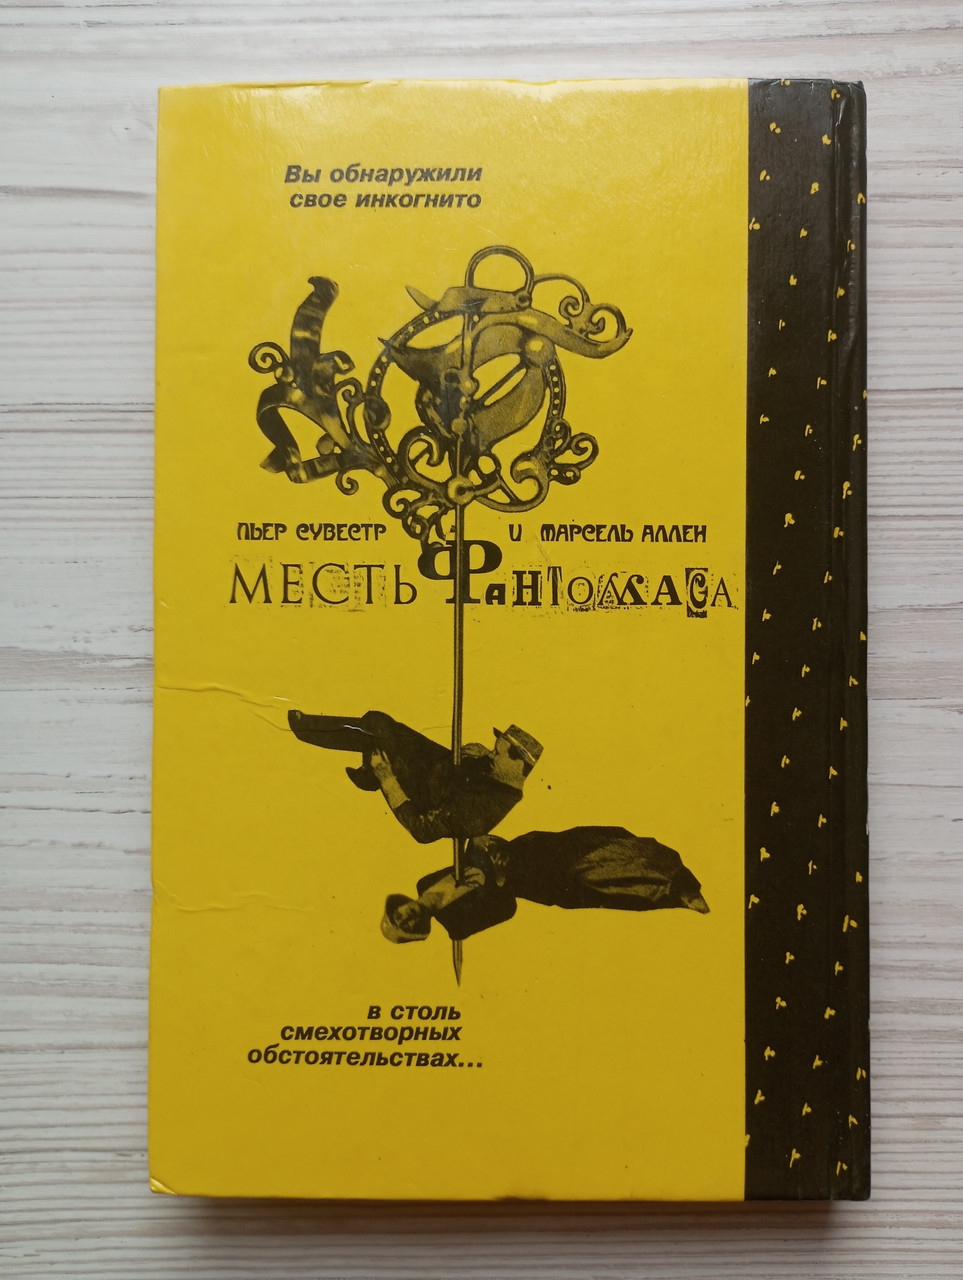 Вы обнаружили
свое инкогнито
ПЬЕР СУВЕСТР И МАРСЕЛЬ АЛЛЕН
МЕСТЬ ФАНТОМАСА
в столь
смехотворных
обстоятельствах...